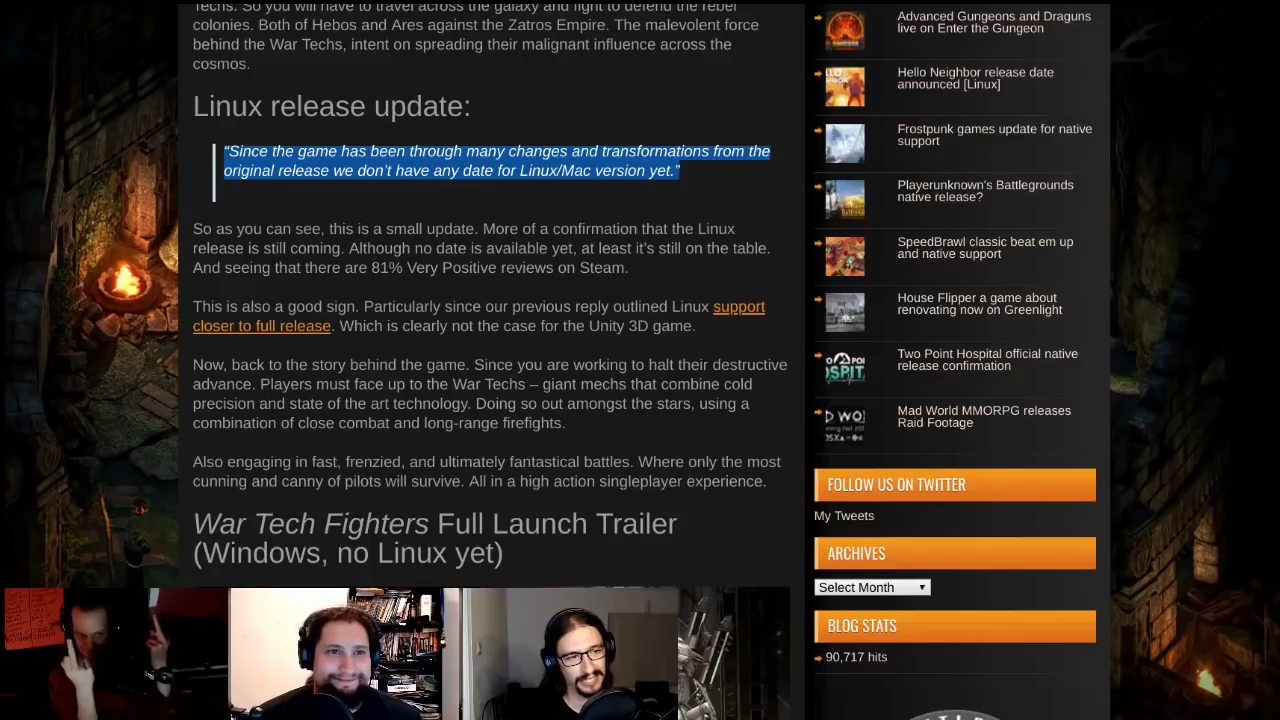 Techs. So you will have to travel across the galaxy and fight to defend the rebel
colonies. Both of Hebos and Ares against the Zatros Empire. The malevolent force
behind the War Techs, intent on spreading their malignant influence across the
cosmos.
Linux release update:
“Since the game has been through many changes and transformations from the
original release we don’t have any date for Linux/Mac version yet.”
So as you can see, this is a small update. More of a confirmation that the Linux
release is still coming. Although no date is available yet, at least it’s still on the table.
And seeing that there are 81% Very Positive reviews on Steam.
This is also a good sign. Particularly since our previous reply outlined Linux support
closer to full release. Which is clearly not the case for the Unity 3D game.
Now, back to the story behind the game. Since you are working to halt their destructive
advance. Players must face up to the War Techs – giant mechs that combine cold
precision and state of the art technology. Doing so out amongst the stars, using a
combination of close combat and long-range firefights.
Also engaging in fast, frenzied, and ultimately fantastical battles. Where only the most
cunning and canny of pilots will survive. All in a high action singleplayer experience.
War Tech Fighters Full Launch Trailer
(Windows, no Linux yet)
Advanced Gungeons and Draguns
live on Enter the Gungeon
Hello Neighbor release date
announced [Linux]
Frostpunk games update for native
support
Playerunknown’s Battlegrounds
native release?
SpeedBrawl classic beat em up
and native support
House Flipper a game about
renovating now on Greenlight
Two Point Hospital official native
release confirmation
Mad World MMORPG releases
Raid Footage
FOLLOW US ON TWITTER
My Tweets
ARCHIVES
Select Month
BLOG STATS
90,717 hits